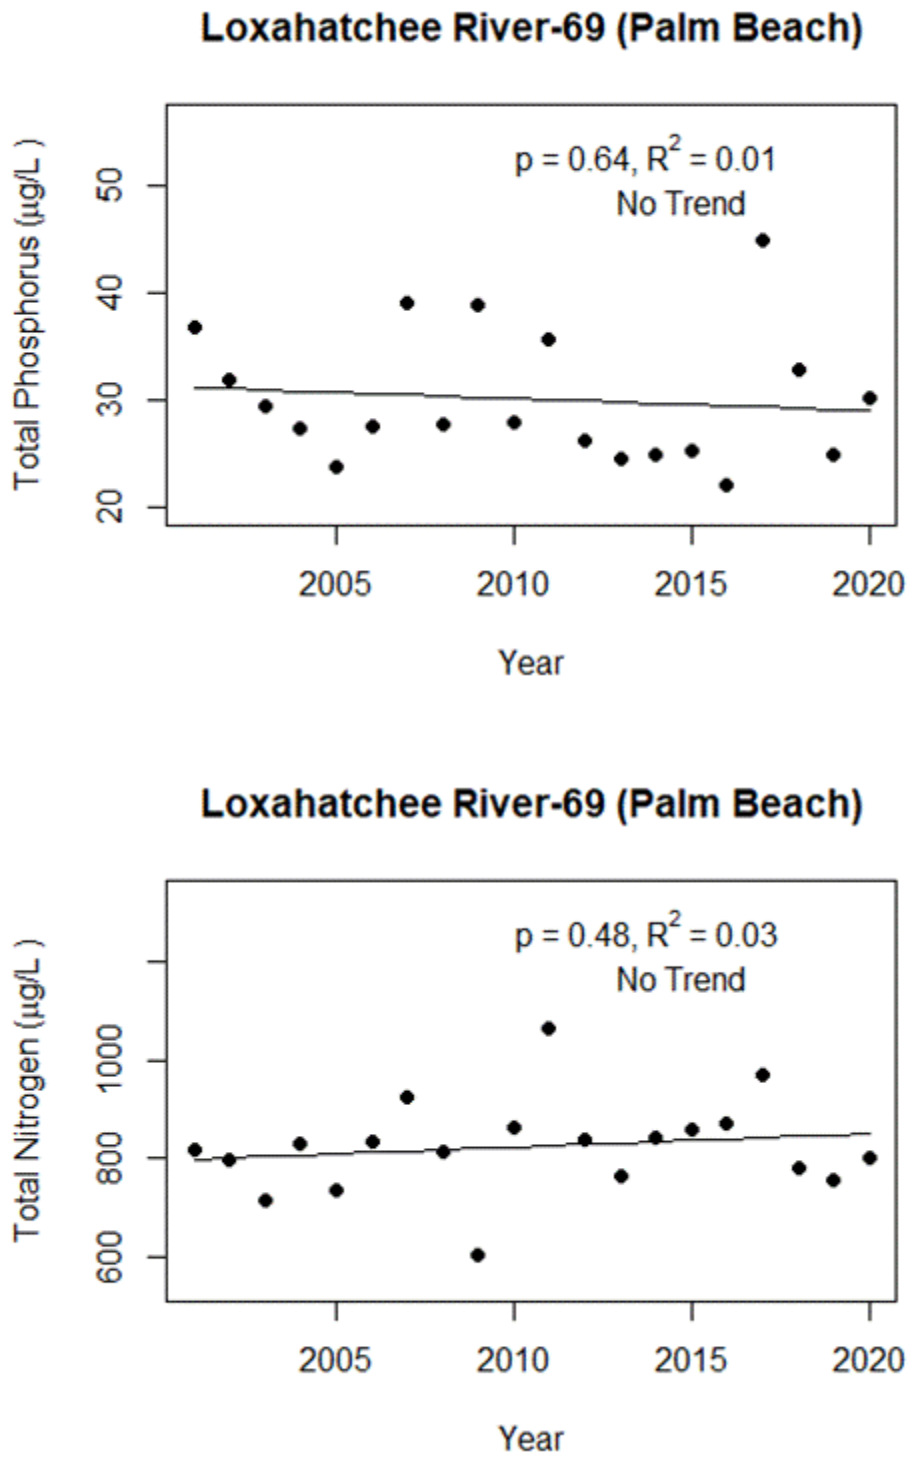 Loxahatchee River-69 (Palm Beach)
p = 0.64, R² = 0.01
No Trend
Total Phosphorus (µg/L )
50
40
30
20
2005 2010 2015 2020
Year
Loxahatchee River-69 (Palm Beach)
p = 0.48, R² = 0.03
No Trend
Total Nitrogen (µg/L )
1000
800
600
2005 2010 2015 2020
Year